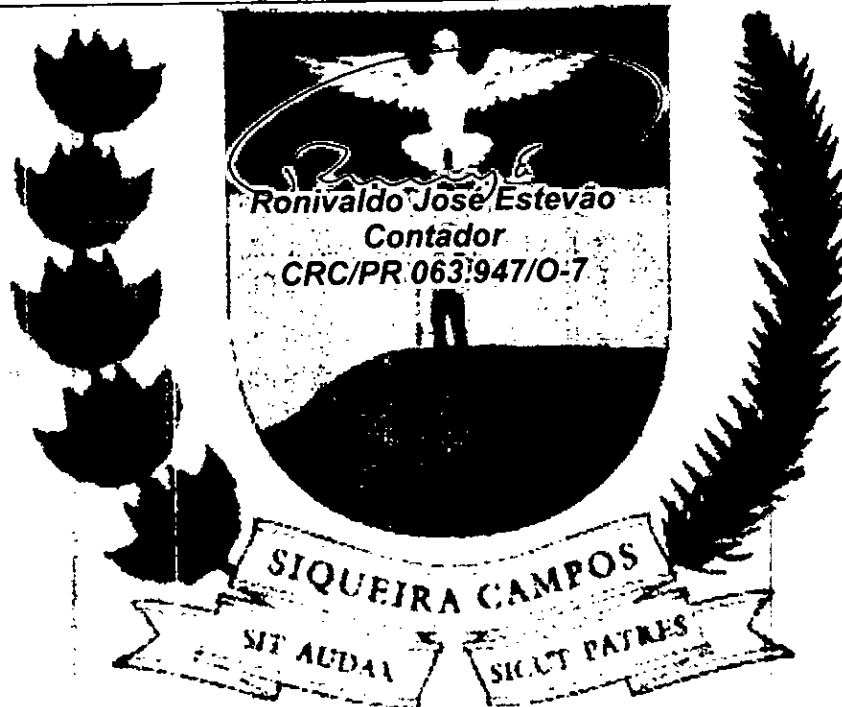 Ronivaldo José Estevão
Contador
CRC/PR 063.947/O-7
SIQUEIRA CAMPOS
SIT AUDAX
SICUT PATRES